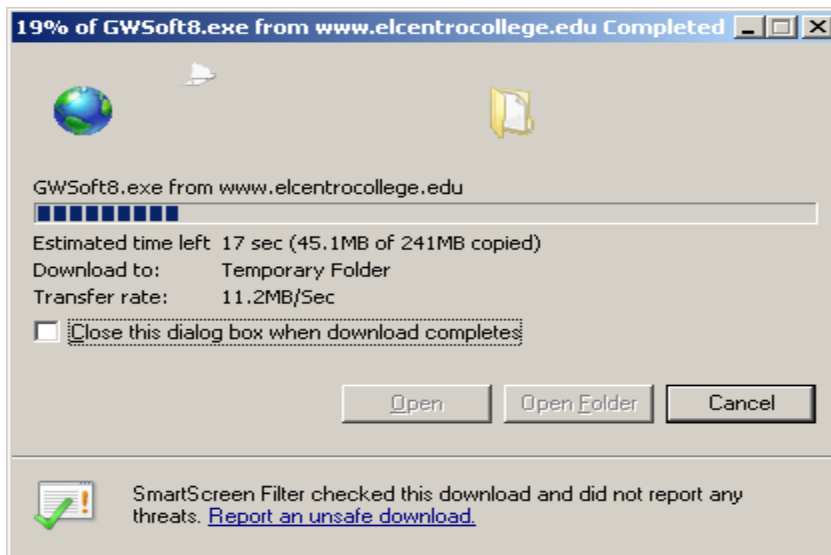 19% of GWSoft8.exe from www.elcentrocollege.edu Completed
GWSoft8.exe from www.elcentrocollege.edu
Estimated time left 17 sec (45.1MB of 241MB copied)
Download to: Temporary Folder
Transfer rate: 11.2MB/Sec
Close this dialog box when download completes
Open Open Folder Cancel
SmartScreen Filter checked this download and did not report any
threats. Report an unsafe download.